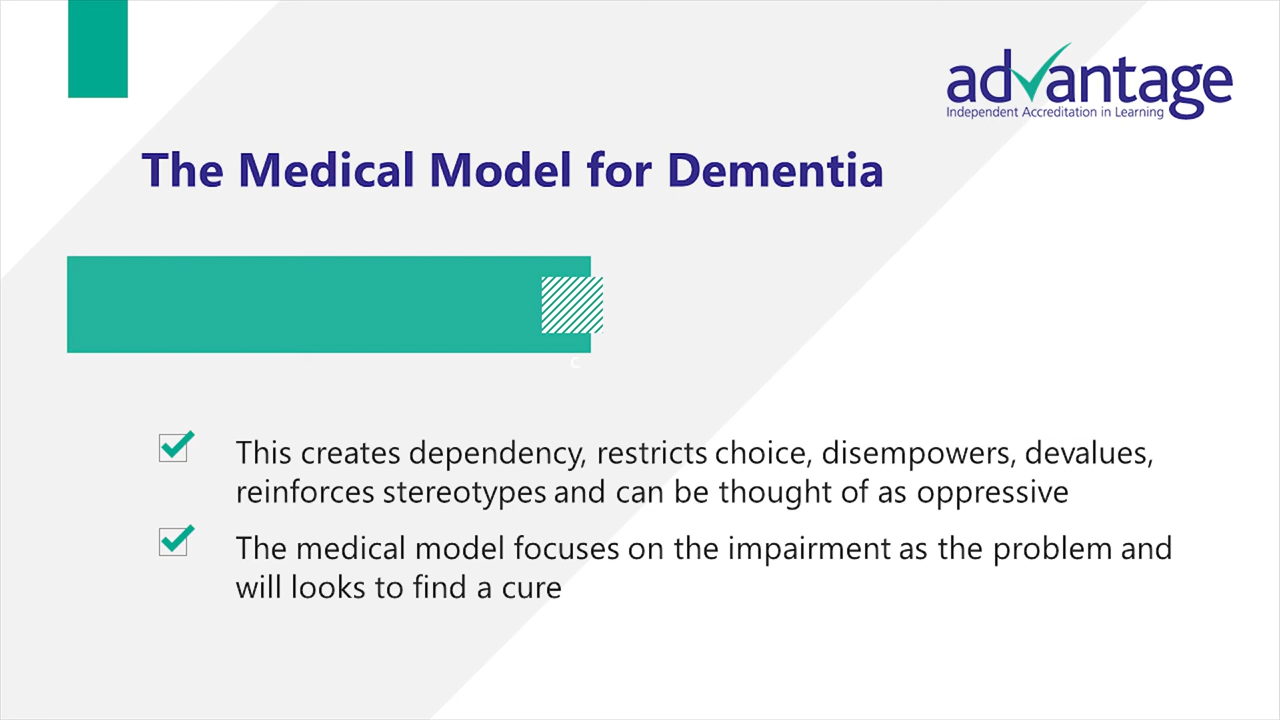 advantage
Independent Accreditation in Learning
The Medical Model for Dementia
c
This creates dependency, restricts choice, disempowers, devalues,
reinforces stereotypes and can be thought of as oppressive
The medical model focuses on the impairment as the problem and
will looks to find a cure